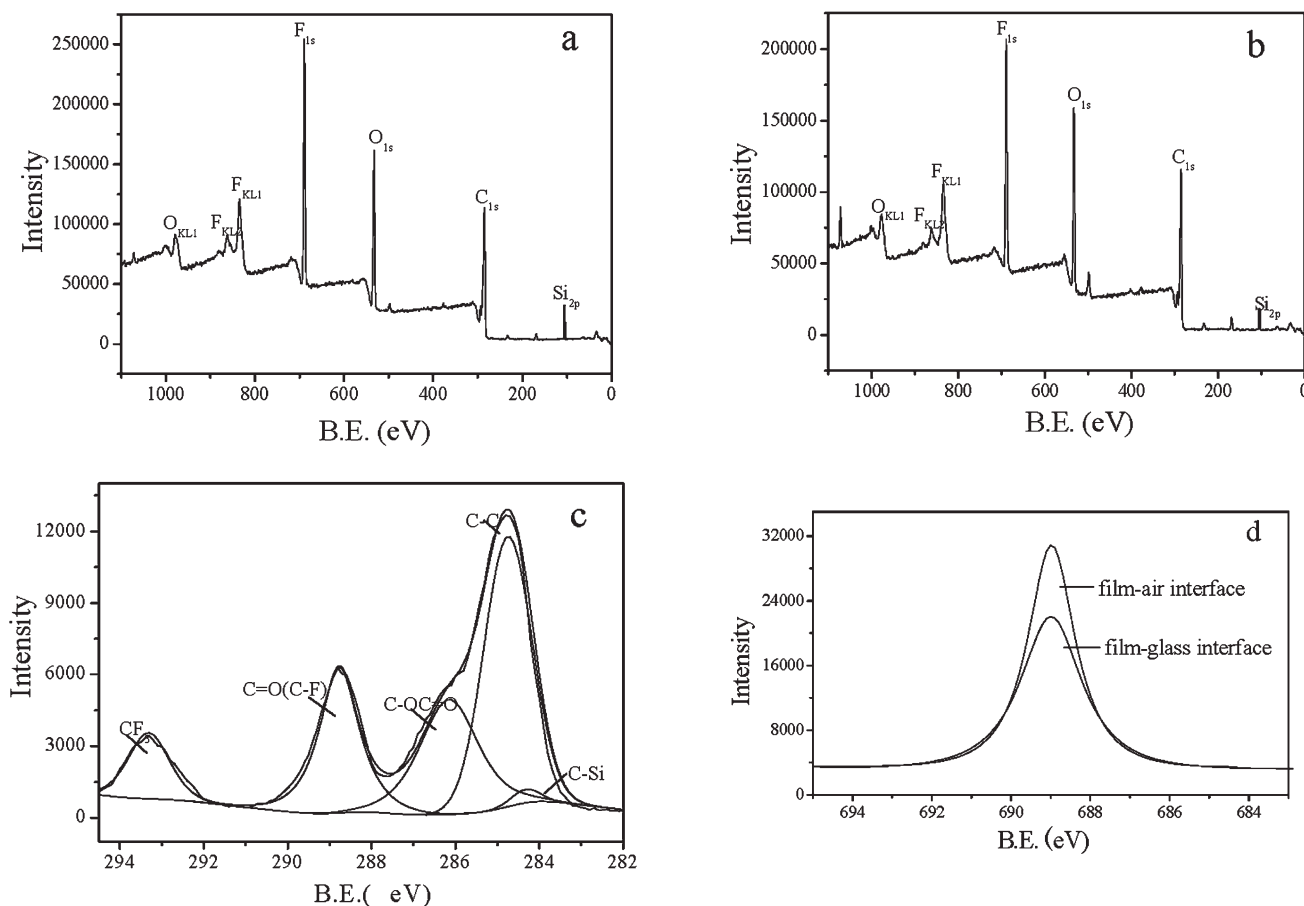 a
F1s
O1s
C1s
FKL1
FKL2
OKL1
Si2p
250000
200000
150000
100000
50000
0
Intensity
1000 800 600 400 200 0
B.E. (eV)
b
F1s
O1s
C1s
FKL1
FKL2
OKL1
Si2p
200000
150000
100000
50000
0
Intensity
1000 800 600 400 200 0
B.E. (eV)
c
C-C
C=O(C-F)
C-OC=O
CF3
C-Si
12000
9000
6000
3000
0
Intensity
294 292 290 288 286 284 282
B.E.( eV)
d
film-air interface
film-glass interface
32000
24000
16000
8000
0
Intensity
694 692 690 688 686 684
B.E. (eV)